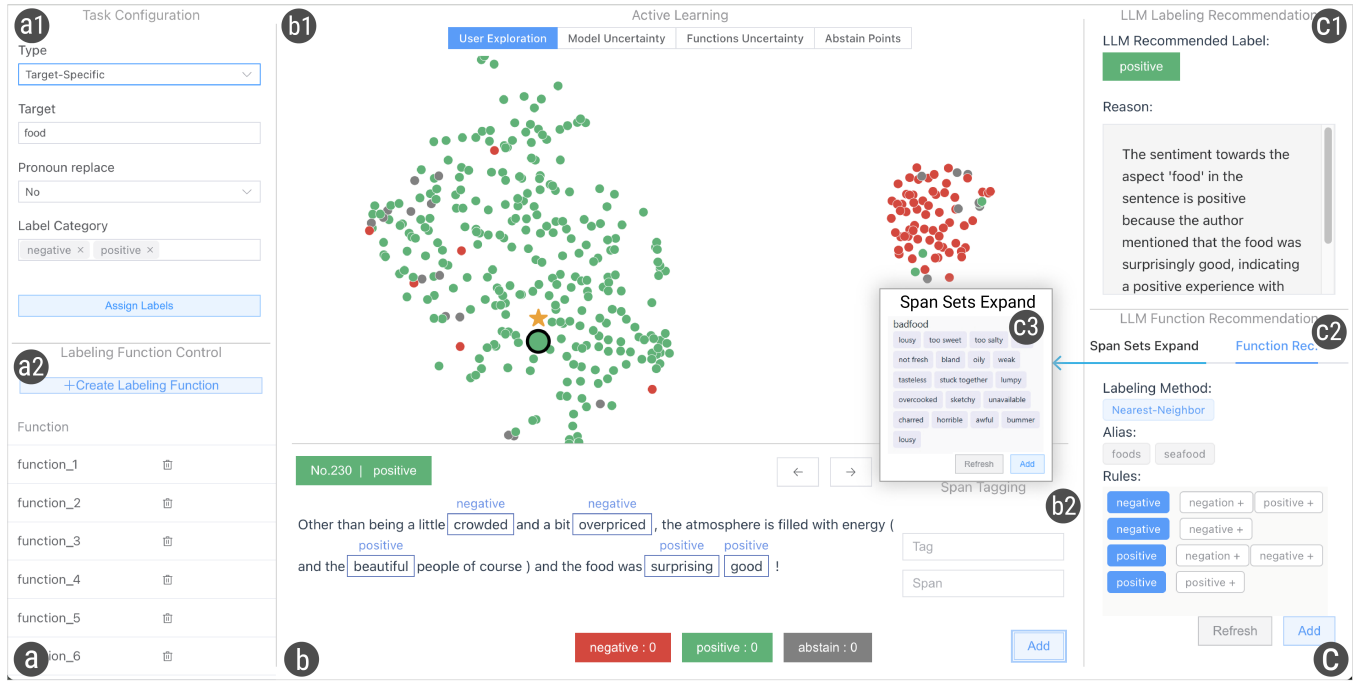 a1
Task Configuration
Type
Target-Specific
Target
food
Pronoun replace
No
Label Category
negative × positive ×
Assign Labels
Labeling Function Control
a2
+Create Labeling Function
Function
function_1
function_2
function_3
function_4
function_5
ion_6
a
b1
Active Learning
User Exploration Model Uncertainty Functions Uncertainty Abstain Points
Span Sets Expand
c3
badfood
lousy too sweet too salty
not fresh bland oily weak
tasteless stuck together lumpy
overcooked sketchy unavailable
charred horrible awful bummer
lousy
Refresh Add
No.230 | positive
← →
negative negative
Other than being a little crowded and a bit overpriced , the atmosphere is filled with energy (
positive positive positive
and the beautiful people of course ) and the food was surprising good !
Span Tagging
b2
Tag
Span
negative : 0 positive : 0 abstain : 0
Add
b
LLM Labeling Recommendation
c1
LLM Recommended Label:
positive
Reason:
The sentiment towards the
aspect 'food' in the
sentence is positive
because the author
mentioned that the food was
surprisingly good, indicating
a positive experience with
LLM Function Recommendation
c2
Span Sets Expand Function Rec.
Labeling Method:
Nearest-Neighbor
Alias:
foods seafood
Rules:
negative negation + positive +
negative negative +
positive negation + negative +
positive positive +
Refresh Add
C